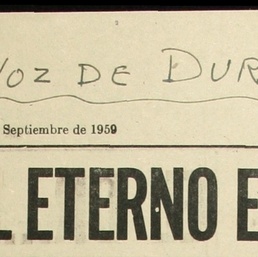 VOZ DE DUR
Septiembre de 1959
L ETERNO E